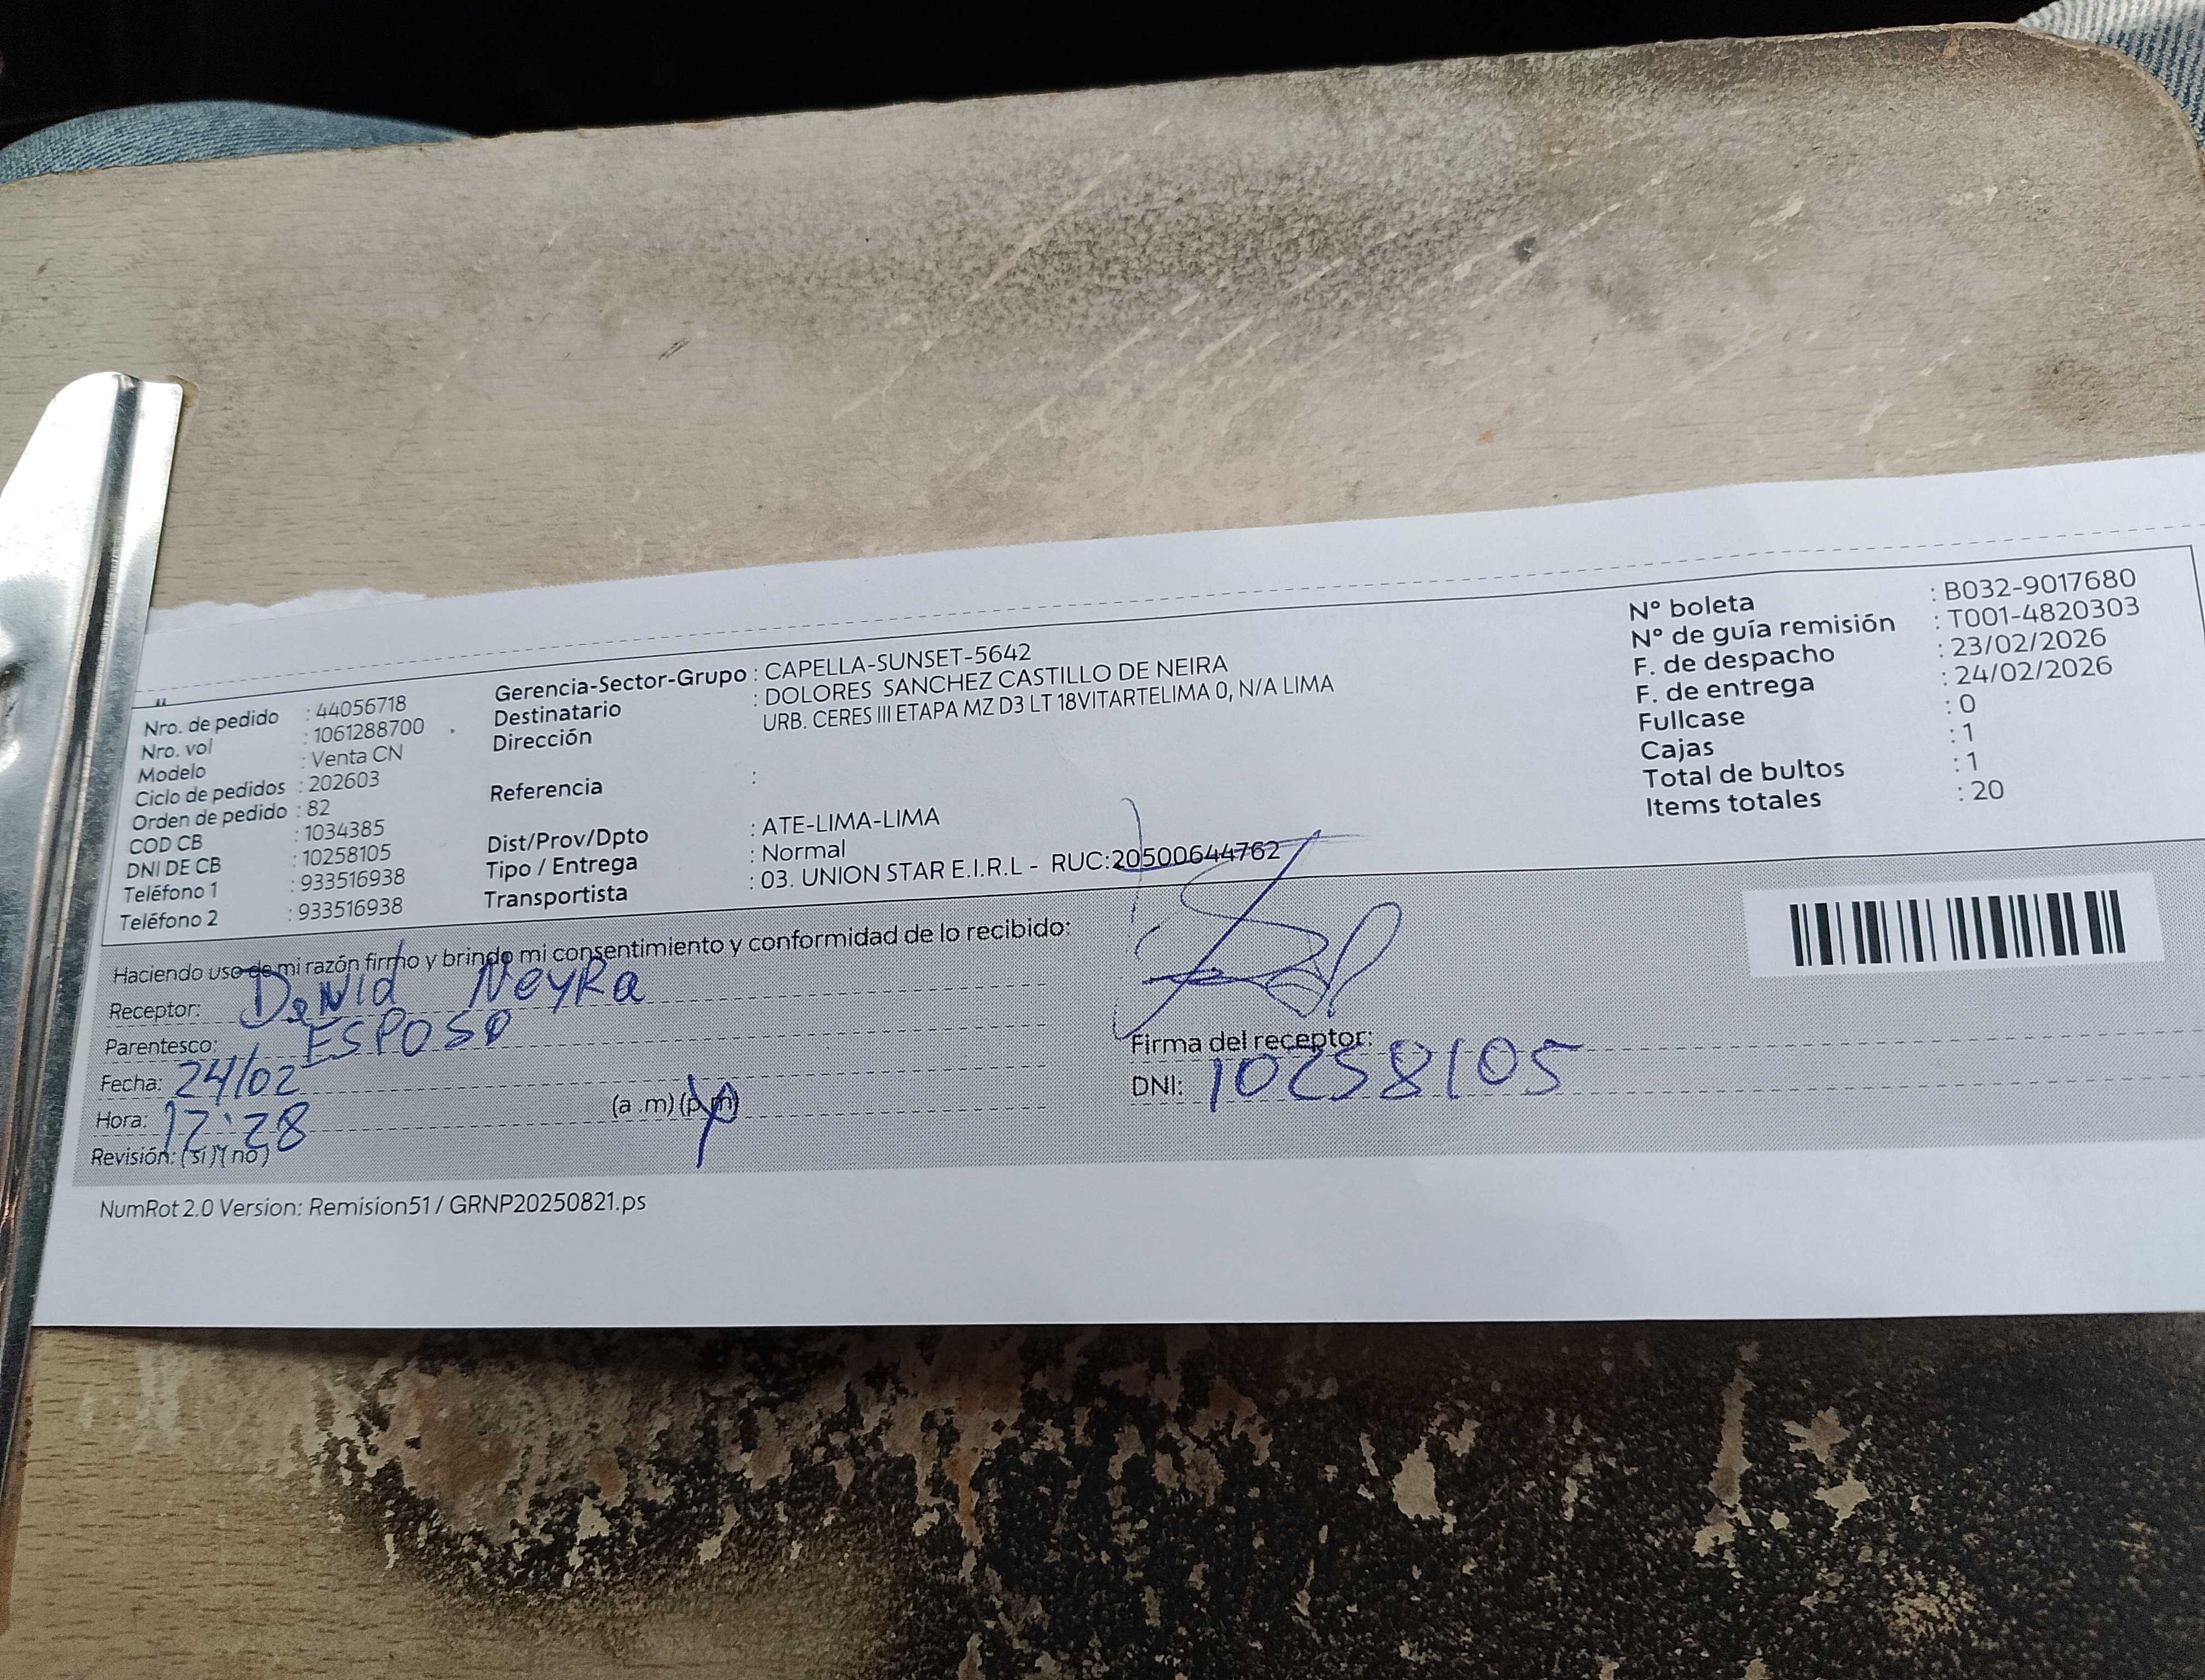 Nro. de pedido : 44056718
Nro. vol : 1061288700
Modelo : Venta CN
Ciclo de pedidos : 202603
Orden de pedido : 82
COD CB : 1034385
DNI DE CB : 10258105
Teléfono 1 : 933516938
Teléfono 2 : 933516938
Gerencia-Sector-Grupo : CAPELLA-SUNSET-5642
Destinatario : DOLORES SANCHEZ CASTILLO DE NEIRA
Dirección URB. CERES III ETAPA MZ D3 LT 18VITARTELIMA 0, N/A LIMA
Referencia :
Dist/Prov/Dpto : ATE-LIMA-LIMA
Tipo / Entrega : Normal
Transportista : 03. UNION STAR E.I.R.L - RUC:20500644762
N° boleta : B032-9017680
N° de guía remisión : T001-4820303
F. de despacho : 23/02/2026
F. de entrega : 24/02/2026
Fullcase : 0
Cajas : 1
Total de bultos : 1
Items totales : 20
Haciendo uso de mi razón firmo y brindo mi consentimiento y conformidad de lo recibido:
Receptor: NeyRa
Parentesco: ESPOSO
Fecha: 24/02
Hora: 12:28 (a .m) (p.m)
Revisión: (si) (no)
Firma del receptor:
DNI: 10258105
NumRot 2.0 Version: Remision51 / GRNP20250821.ps